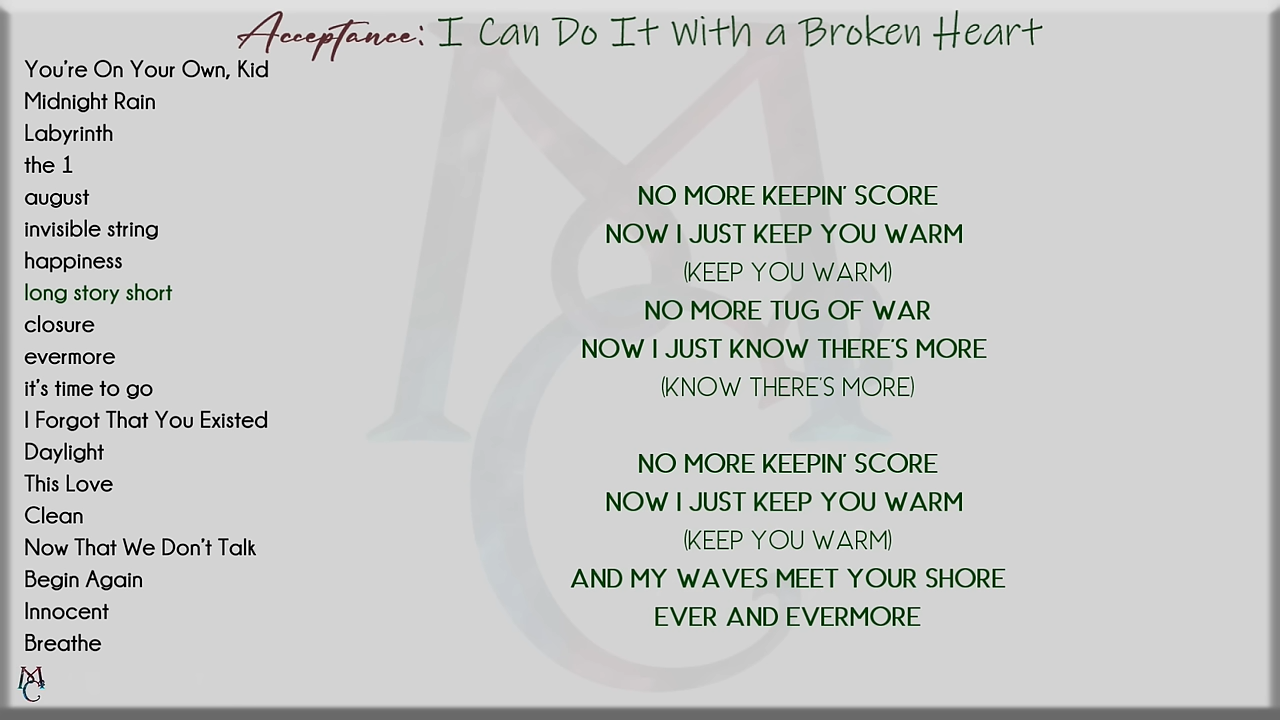 Acceptance: I Can Do It With a Broken Heart
You're On Your Own, Kid
Midnight Rain
Labyrinth
the 1
august
invisible string
happiness
long story short
closure
evermore
it's time to go
I Forgot That You Existed
Daylight
This Love
Clean
Now That We Don't Talk
Begin Again
Innocent
Breathe
NO MORE KEEPIN' SCORE
NOW I JUST KEEP YOU WARM
(KEEP YOU WARM)
NO MORE TUG OF WAR
NOW I JUST KNOW THERE'S MORE
(KNOW THERE'S MORE)
NO MORE KEEPIN' SCORE
NOW I JUST KEEP YOU WARM
(KEEP YOU WARM)
AND MY WAVES MEET YOUR SHORE
EVER AND EVERMORE